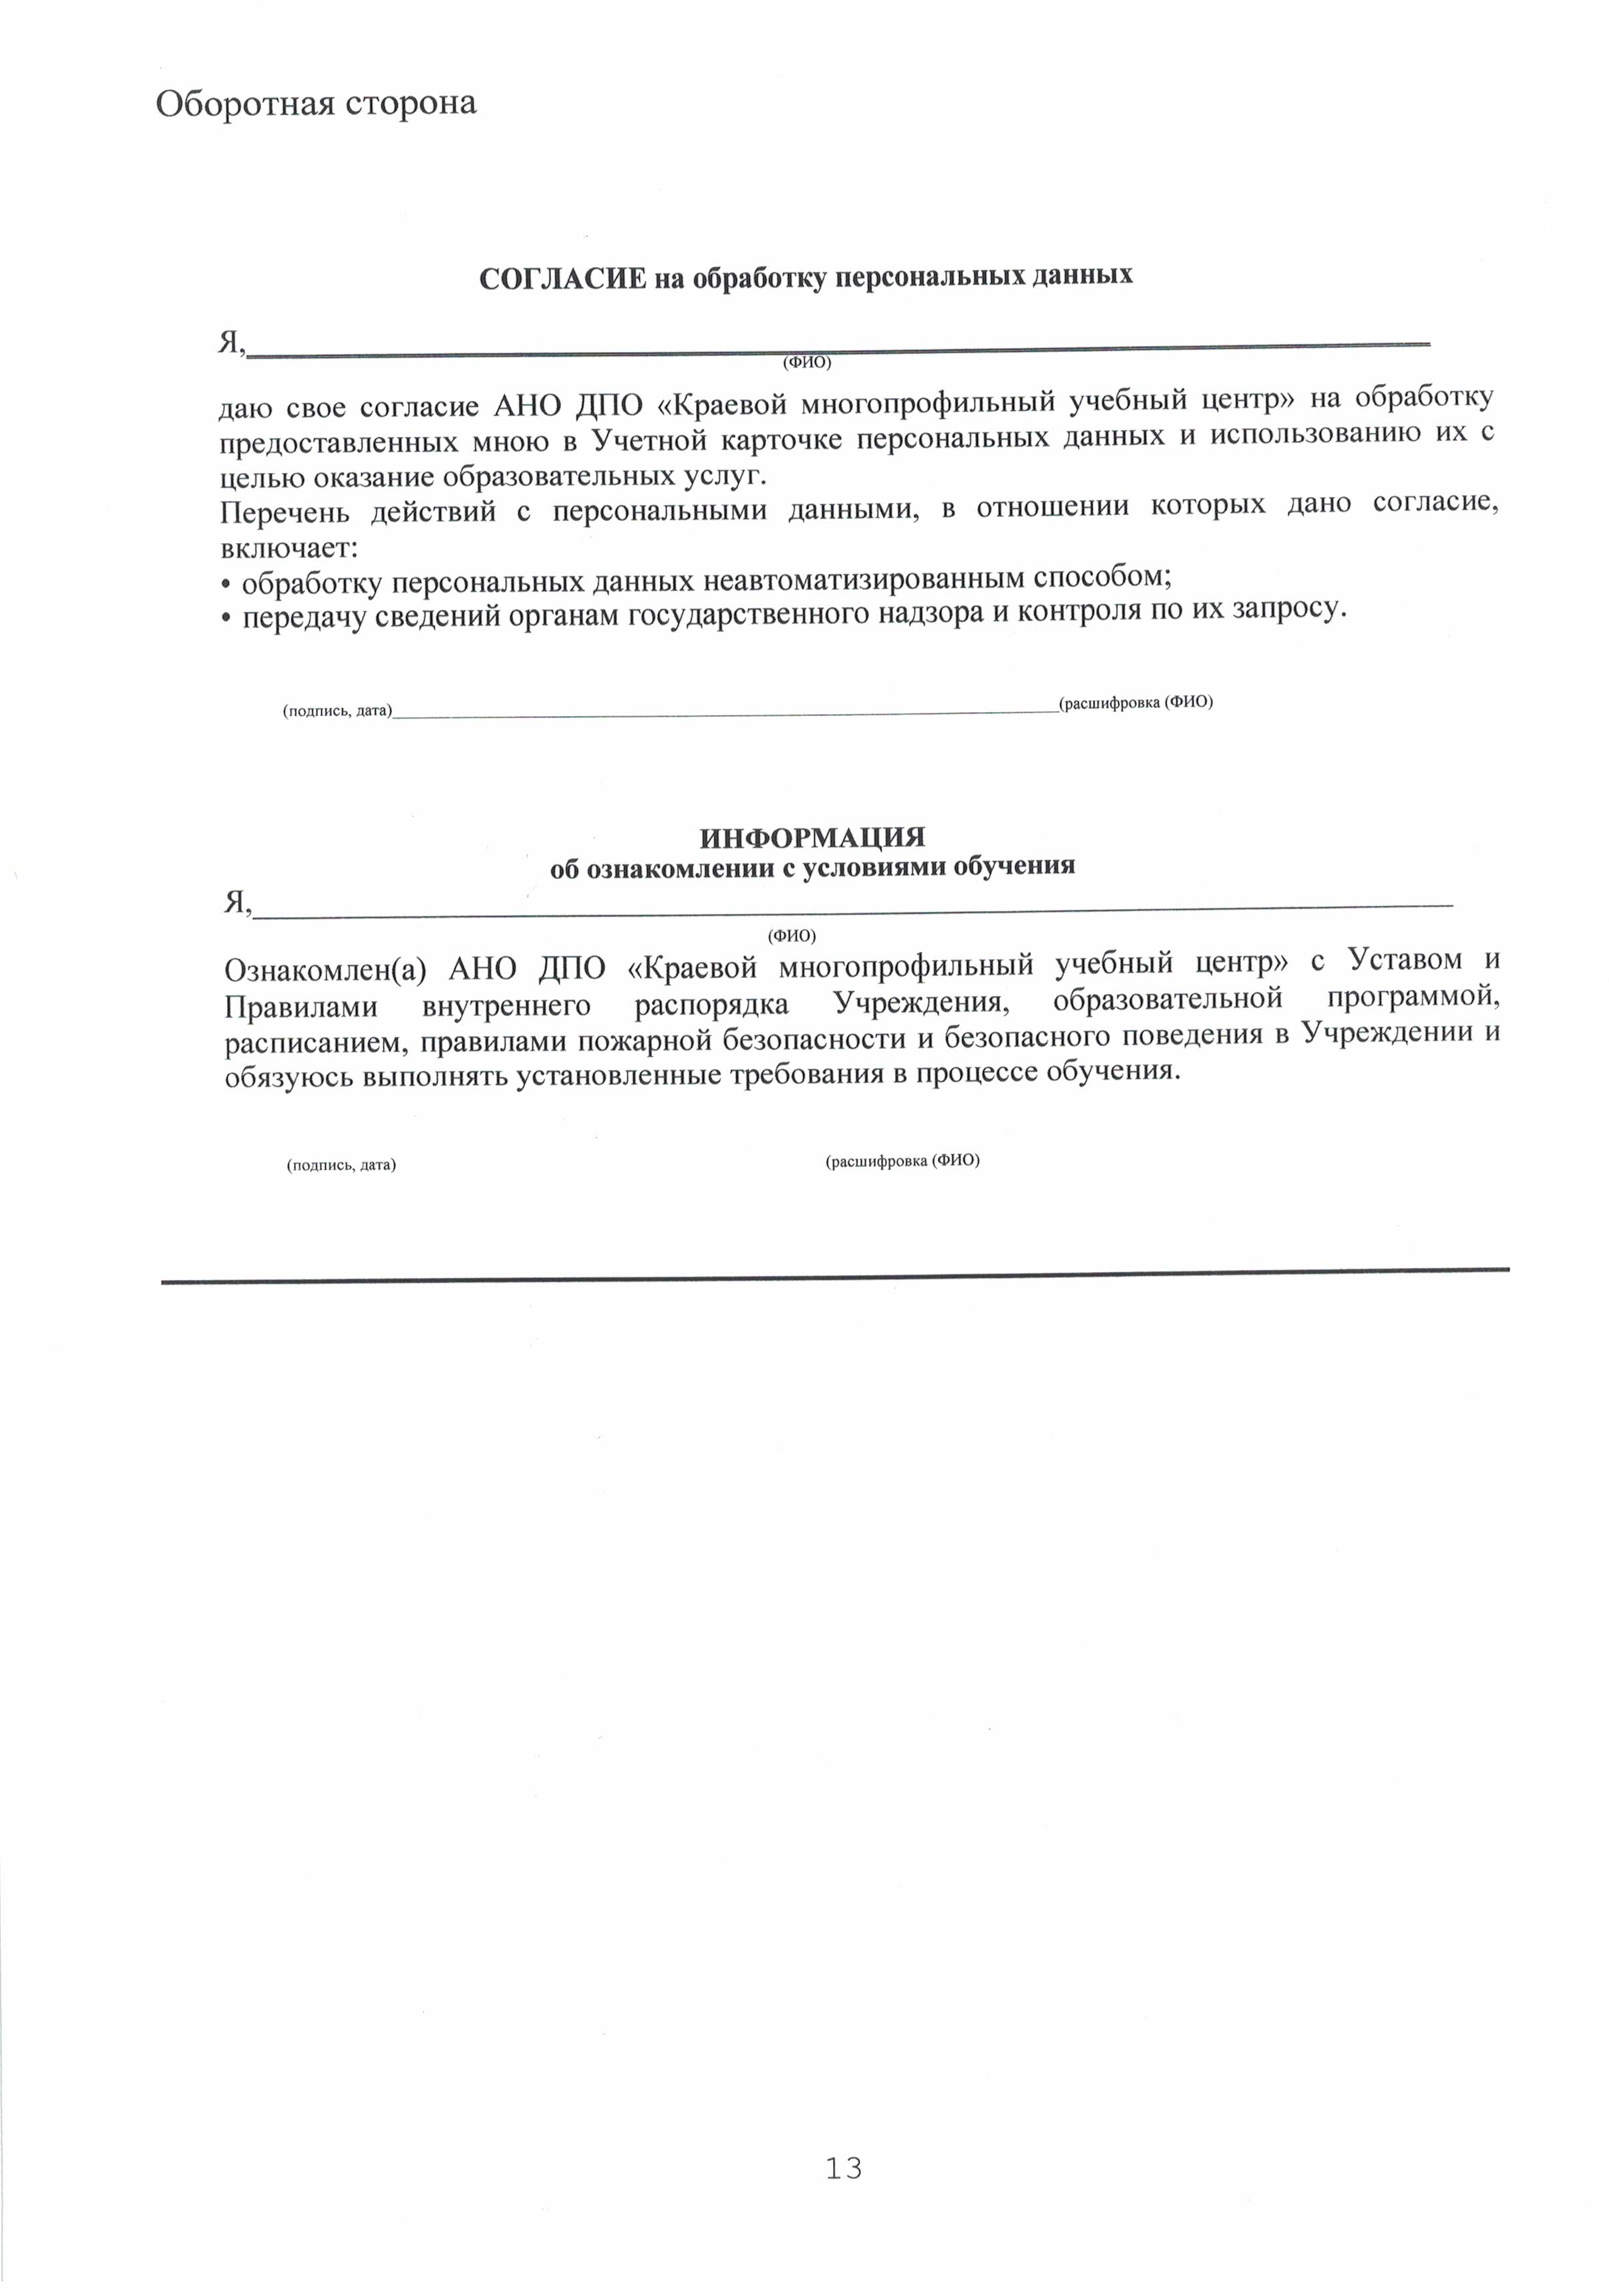 Оборотная сторона
СОГЛАСИЕ на обработку персональных данных
Я,
(ФИО)
даю свое согласие АНО ДПО «Краевой многопрофильный учебный центр» на обработку
предоставленных мною в Учетной карточке персональных данных и использованию их с
целью оказание образовательных услуг.
Перечень действий с персональными данными, в отношении которых дано согласие,
включает:
• обработку персональных данных неавтоматизированным способом;
• передачу сведений органам государственного надзора и контроля по их запросу.
(подпись, дата) (расшифровка (ФИО)
ИНФОРМАЦИЯ
об ознакомлении с условиями обучения
Я,
(ФИО)
Ознакомлен(а) АНО ДПО «Краевой многопрофильный учебный центр» с Уставом и
Правилами внутреннего распорядка Учреждения, образовательной программой,
расписанием, правилами пожарной безопасности и безопасного поведения в Учреждении и
обязуюсь выполнять установленные требования в процессе обучения.
(подпись, дата) (расшифровка (ФИО)
13